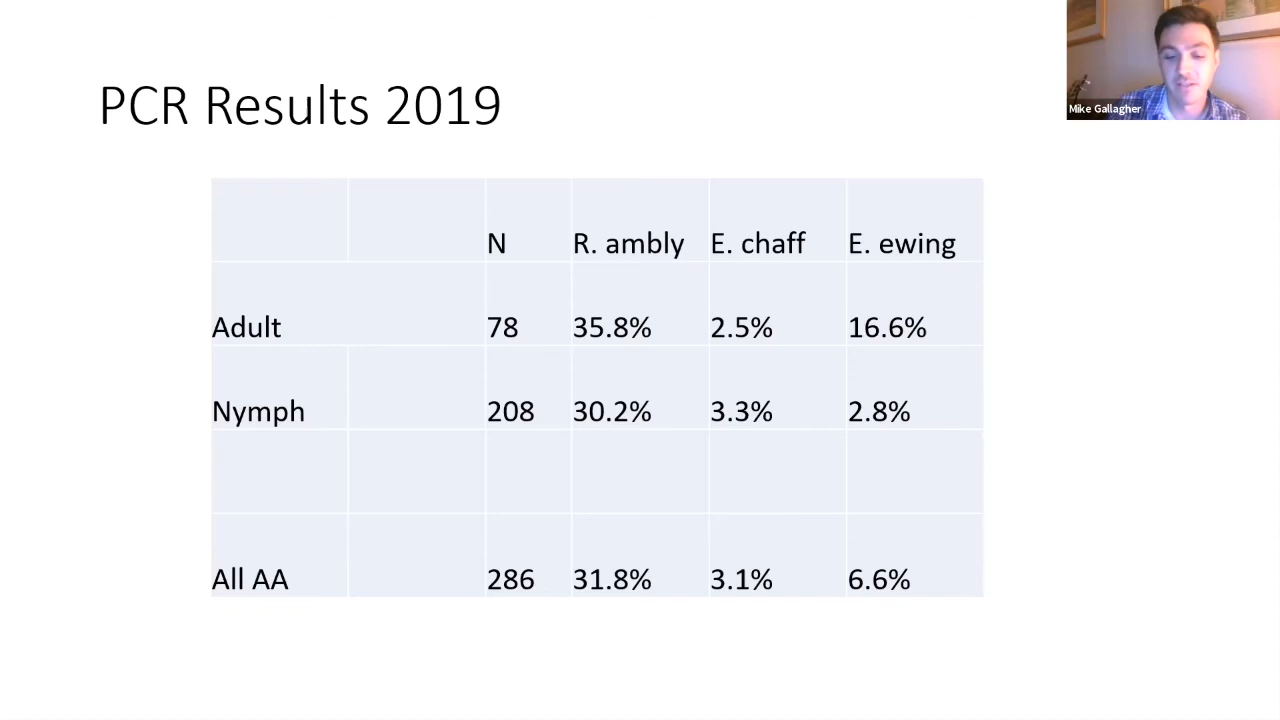 PCR Results 2019
Mike Gallagher
N R. ambly E. chaff E. ewing
Adult 78 35.8% 2.5% 16.6%
Nymph 208 30.2% 3.3% 2.8%
All AA 286 31.8% 3.1% 6.6%